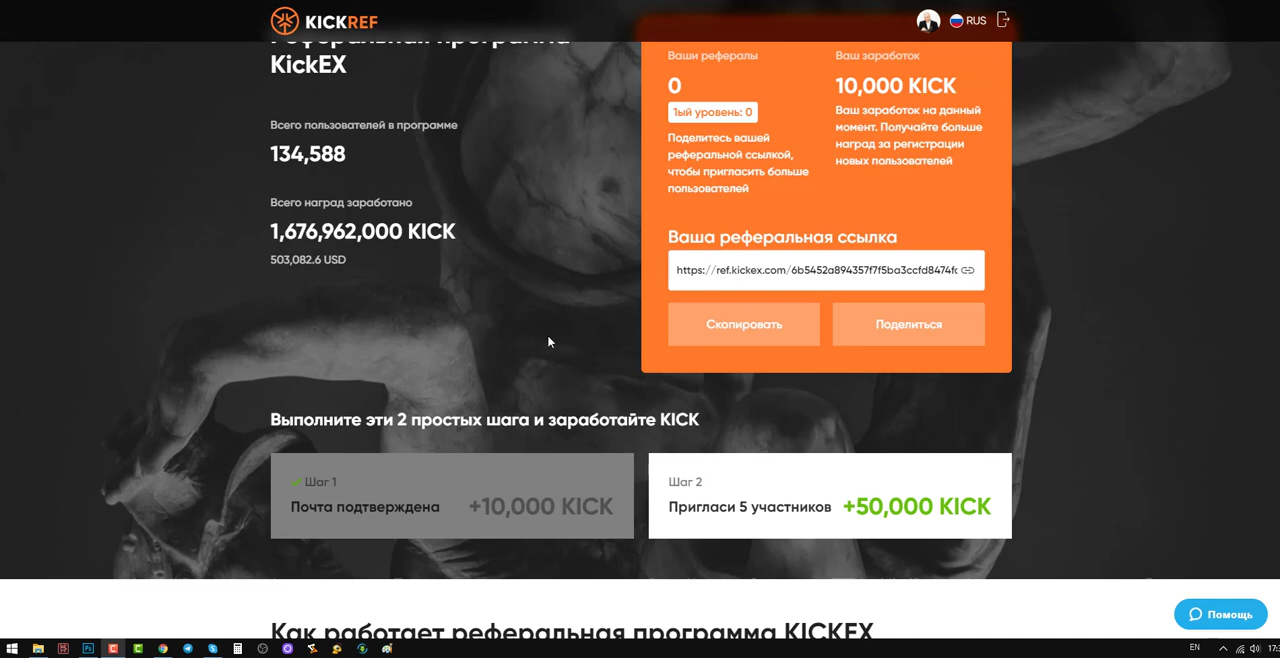 KICKREF
RUS
Реферальная программа
KickEX
Всего пользователей в программе
134,588
Всего наград заработано
1,676,962,000 KICK
503,082.6 USD
Ваши рефералы
0
1ый уровень: 0
Поделитесь вашей
реферальной ссылкой,
чтобы пригласить больше
пользователей
Ваш заработок
10,000 KICK
Ваш заработок на данный
момент. Получайте больше
наград за регистрации
новых пользователей
Ваша реферальная ссылка
https://ref.kickex.com/6b5452a894357f7f5ba3ccfd8474fc
Скопировать
Поделиться
Выполните эти 2 простых шага и заработайте KICK
Шаг 1
Почта подтверждена
+10,000 KICK
Шаг 2
Пригласи 5 участников
+50,000 KICK
Как работает реферальная программа KICKEX
Помощь
EN